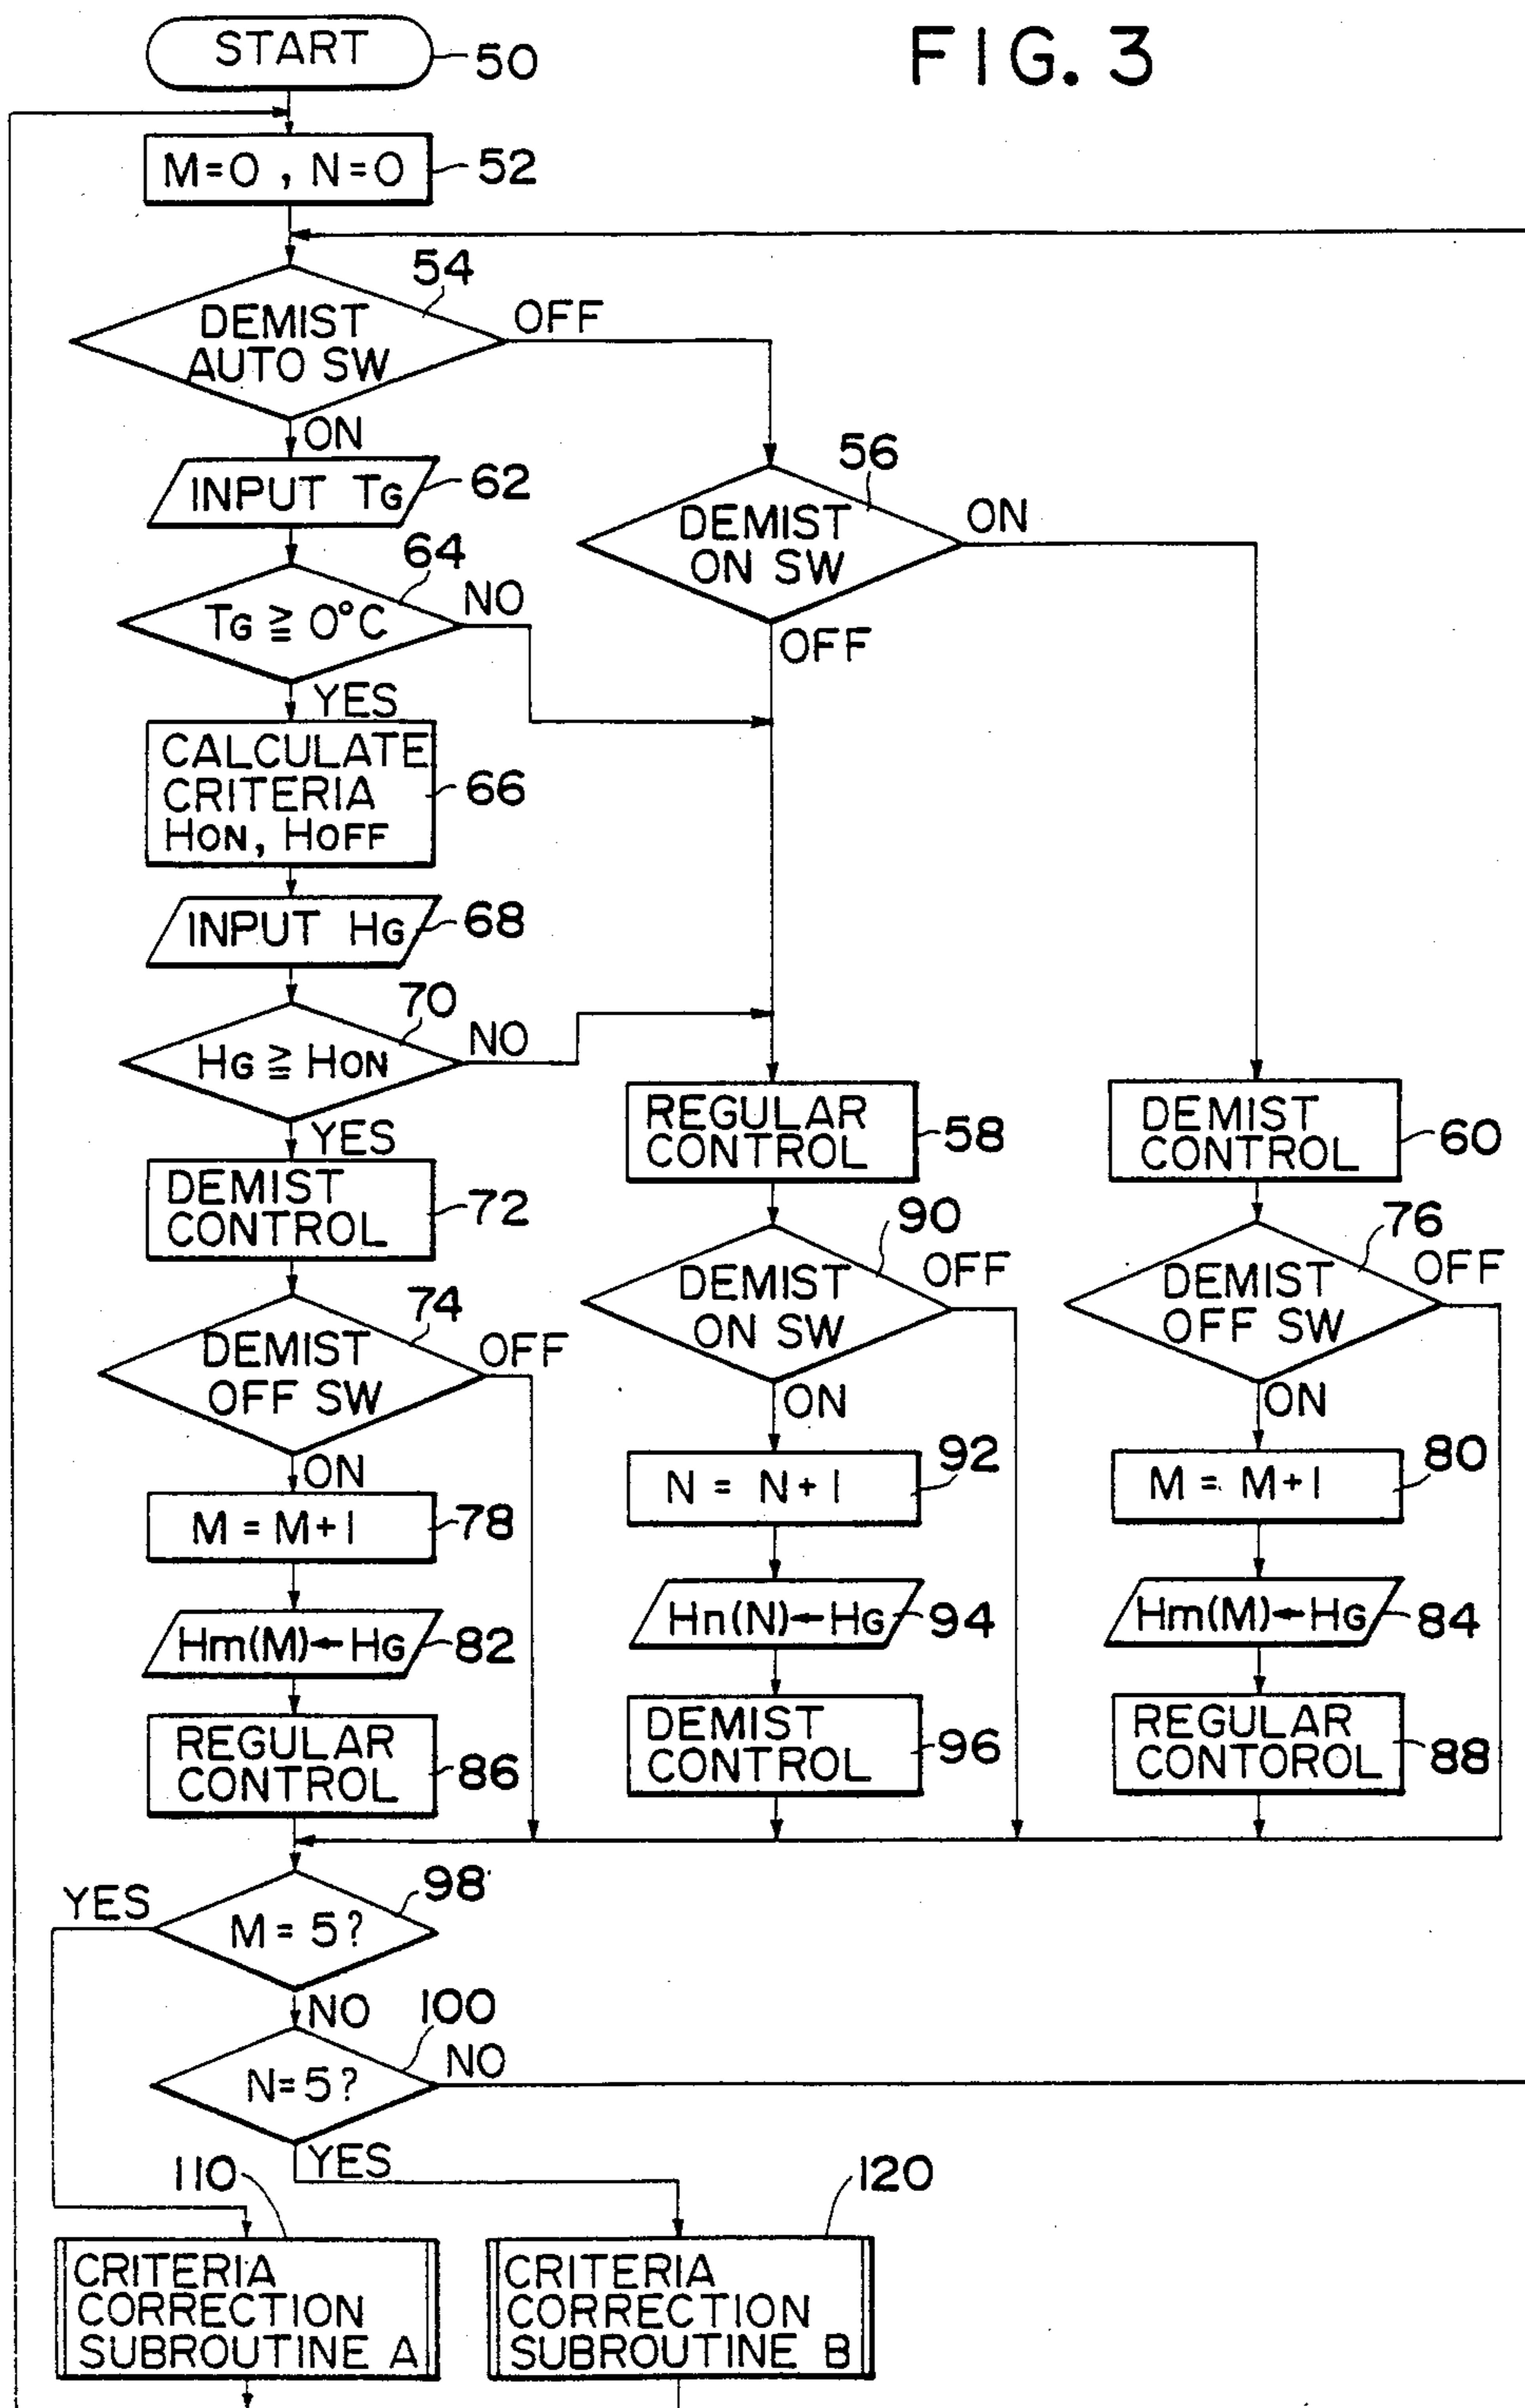 FIG. 3
START
50
M=0 , N=0
52
54
DEMIST
AUTO SW
OFF
ON
INPUT TG
62
56
DEMIST
ON SW
ON
OFF
64
TG ≧ 0°C
NO
YES
CALCULATE
CRITERIA
HON, HOFF
66
INPUT HG
68
70
HG ≧ HON
NO
YES
DEMIST
CONTROL
72
REGULAR
CONTROL
58
DEMIST
CONTROL
60
74
DEMIST
OFF SW
OFF
ON
90
DEMIST
ON SW
OFF
ON
76
DEMIST
OFF SW
OFF
ON
M = M+1
78
N = N+1
92
M = M+1
80
Hm(M)←HG
82
Hn(N)←HG
94
Hm(M)←HG
84
REGULAR
CONTROL
86
DEMIST
CONTROL
96
REGULAR
CONTOROL
88
98
YES
M = 5?
NO
100
N=5?
NO
YES
110
CRITERIA
CORRECTION
SUBROUTINE A
120
CRITERIA
CORRECTION
SUBROUTINE B